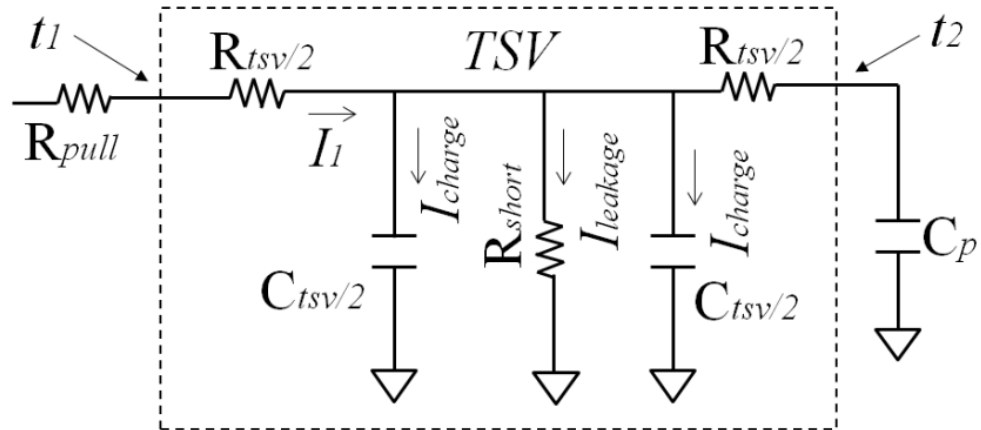 t1
TSV
t2
Rtsv/2
Rtsv/2
Rpull
I1
Icharge
Rshort
Ileakage
Icharge
Ctsv/2
Ctsv/2
Cp